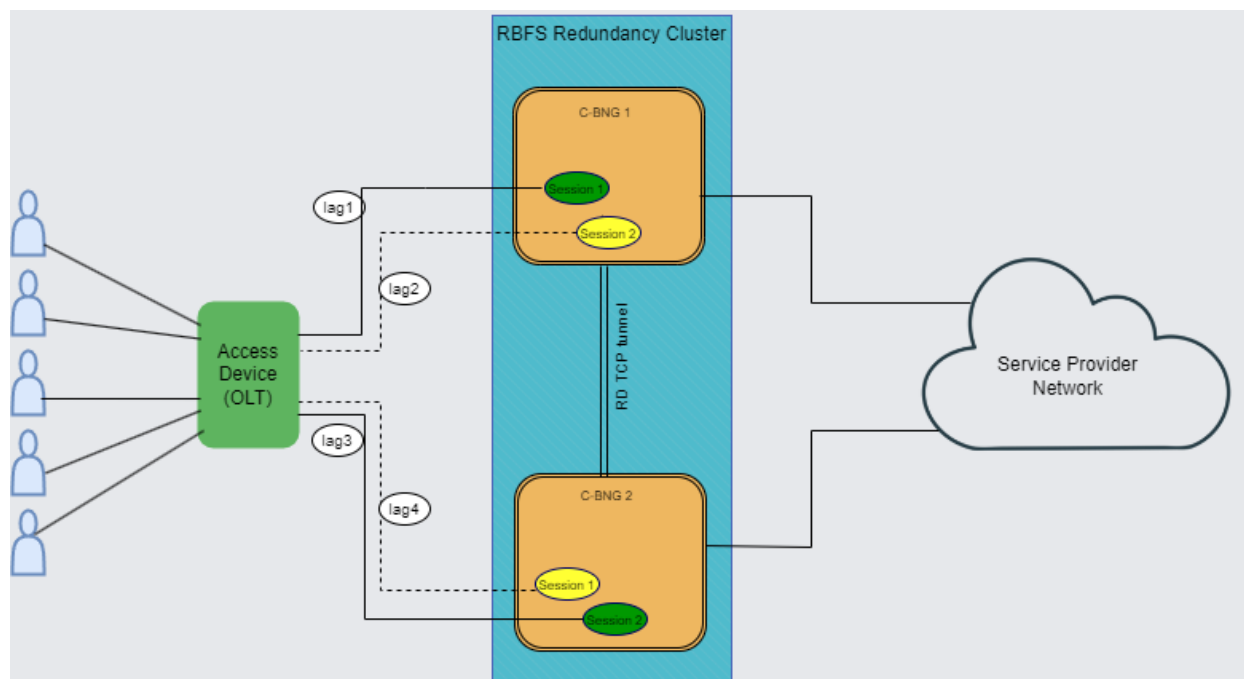 RBFS Redundancy Cluster
C-BNG 1
Session 1
lag1
Session 2
lag2
RD TCP tunnel
Access
Device
(OLT)
Service Provider
Network
lag3
C-BNG 2
lag4
Session 1
Session 2